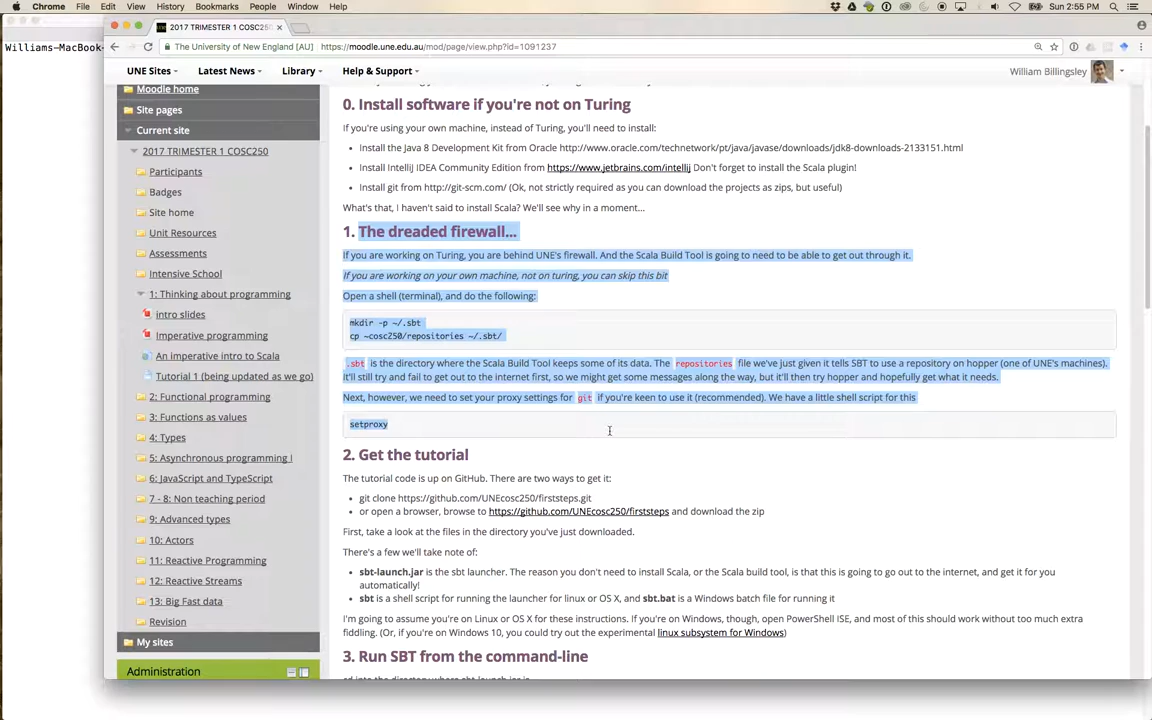 Chrome File Edit View History Bookmarks People Window Help Sun 2:55 PM
Williams-MacBook-
2017 TRIMESTER 1 COSC250
The University of New England [AU] https://moodle.une.edu.au/mod/page/view.php?id=1091237
UNE Sites Latest News Library Help & Support William Billingsley
Moodle home
Site pages
Current site
2017 TRIMESTER 1 COSC250
Participants
Badges
Site home
Unit Resources
Assessments
Intensive School
1: Thinking about programming
intro slides
Imperative programming
An imperative intro to Scala
Tutorial 1 (being updated as we go)
2: Functional programming
3: Functions as values
4: Types
5: Asynchronous programming I
6: JavaScript and TypeScript
7 - 8: Non teaching period
9: Advanced types
10: Actors
11: Reactive Programming
12: Reactive Streams
13: Big Fast data
Revision
My sites
Administration
0. Install software if you're not on Turing
If you're using your own machine, instead of Turing, you'll need to install:
Install the Java 8 Development Kit from Oracle http://www.oracle.com/technetwork/pt/java/javase/downloads/jdk8-downloads-2133151.html
Install Intellij IDEA Community Edition from https://www.jetbrains.com/intellij Don't forget to install the Scala plugin!
Install git from http://git-scm.com/ (Ok, not strictly required as you can download the projects as zips, but useful)
What's that, I haven't said to install Scala? We'll see why in a moment...
1. The dreaded firewall...
If you are working on Turing, you are behind UNE's firewall. And the Scala Build Tool is going to need to be able to get out through it.
If you are working on your own machine, not on turing, you can skip this bit
Open a shell (terminal), and do the following:
mkdir -p ~/.sbt
cp ~cosc250/repositories ~/.sbt/
.sbt is the directory where the Scala Build Tool keeps some of its data. The repositories file we've just given it tells SBT to use a repository on hopper (one of UNE's machines).
It'll still try and fail to get out to the internet first, so we might get some messages along the way, but it'll then try hopper and hopefully get what it needs.
Next, however, we need to set your proxy settings for git if you're keen to use it (recommended). We have a little shell script for this
setproxy
2. Get the tutorial
The tutorial code is up on GitHub. There are two ways to get it:
git clone https://github.com/UNEcosc250/firststeps.git
or open a browser, browse to https://github.com/UNEcosc250/firststeps and download the zip
First, take a look at the files in the directory you've just downloaded.
There's a few we'll take note of:
sbt-launch.jar is the sbt launcher. The reason you don't need to install Scala, or the Scala build tool, is that this is going to go out to the internet, and get it for you
automatically!
sbt is a shell script for running the launcher for linux or OS X, and sbt.bat is a Windows batch file for running it
I'm going to assume you're on Linux or OS X for these instructions. If you're on Windows, though, open PowerShell ISE, and most of this should work without too much extra
fiddling. (Or, if you're on Windows 10, you could try out the experimental linux subsystem for Windows)
3. Run SBT from the command-line